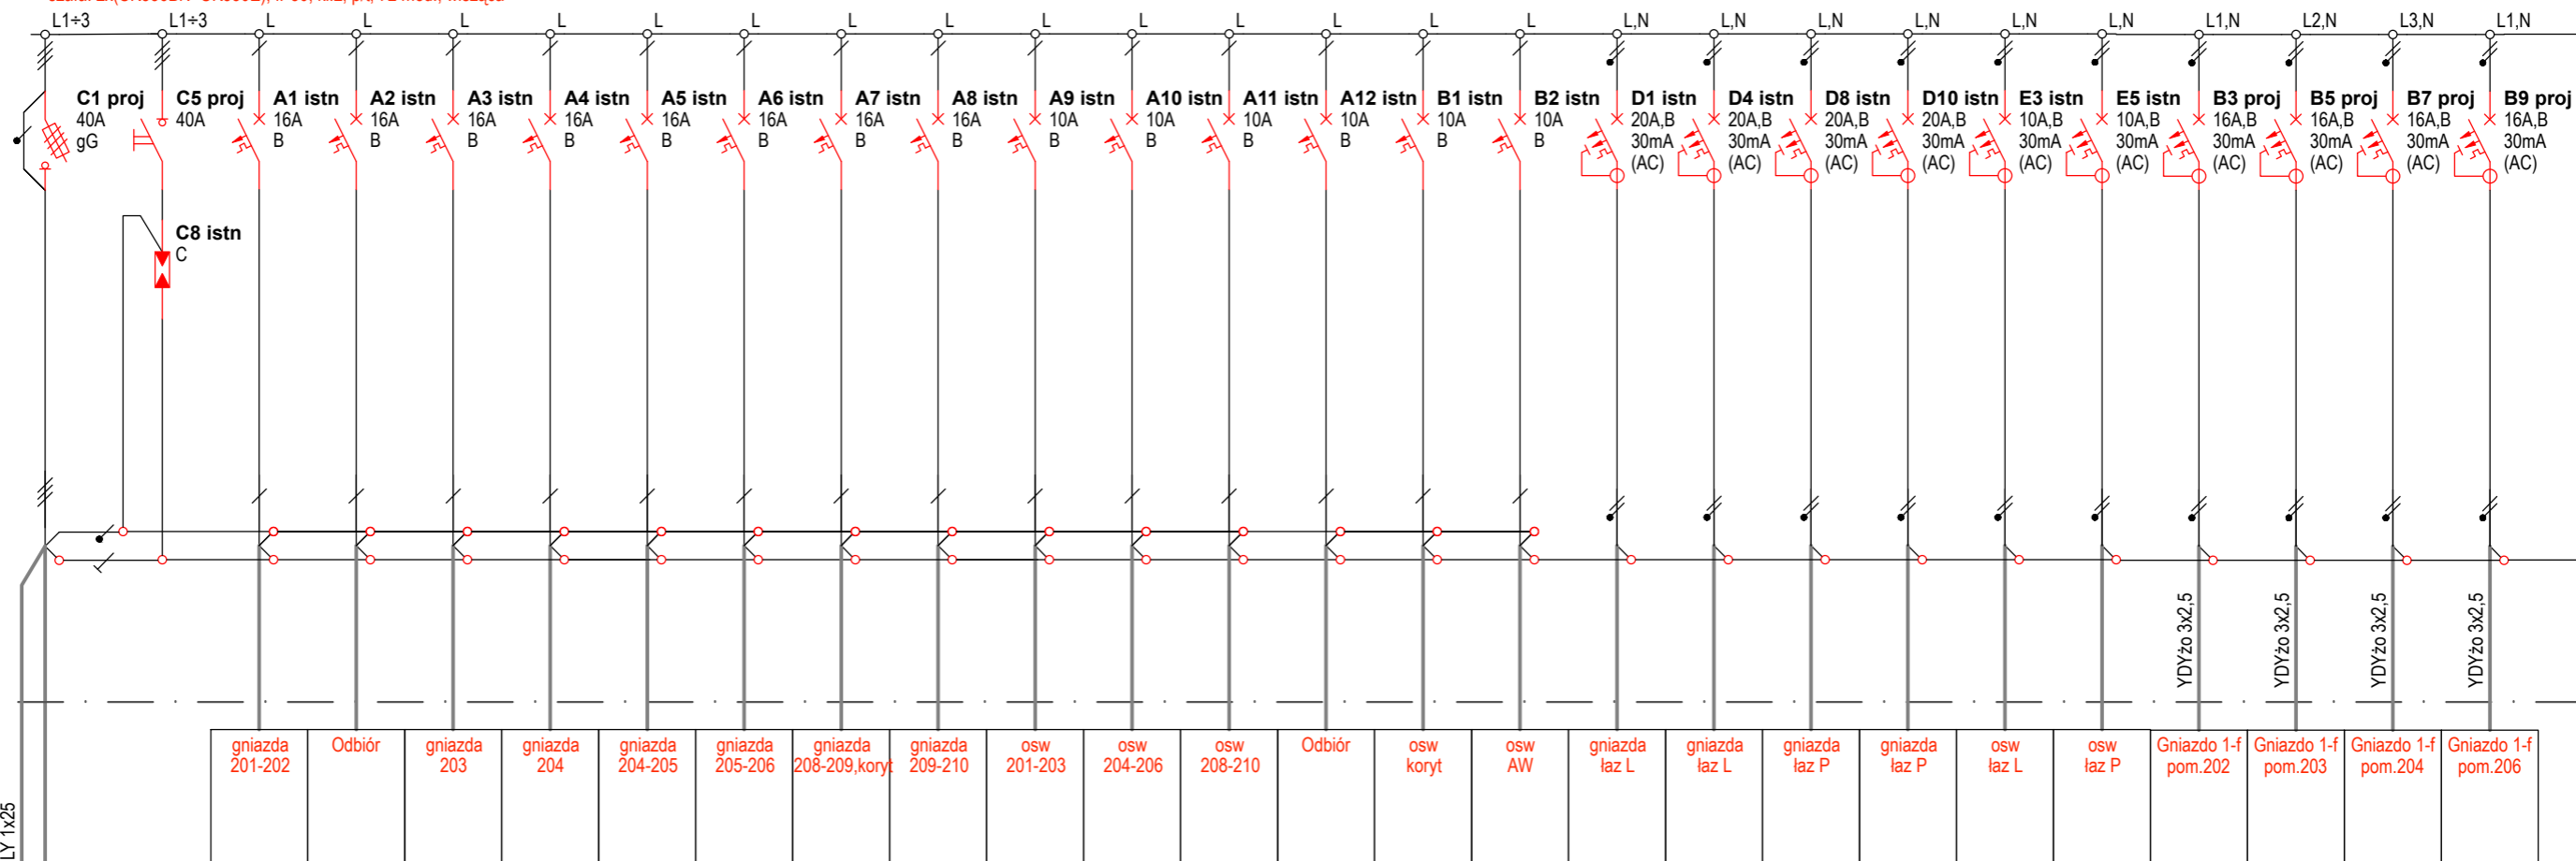 L1÷3 L1÷3 L L L L L L L L L L L L L L L,N L,N L,N L,N L,N L,N L1,N L2,N L3,N L1,N
C1 proj
40A
gG
C5 proj
40A
C8 istn
C
A1 istn
16A
B
A2 istn
16A
B
A3 istn
16A
B
A4 istn
16A
B
A5 istn
16A
B
A6 istn
16A
B
A7 istn
16A
B
A8 istn
16A
B
A9 istn
10A
B
A10 istn
10A
B
A11 istn
10A
B
A12 istn
10A
B
B1 istn
10A
B
B2 istn
10A
B
D1 istn
20A,B
30mA
(AC)
D4 istn
20A,B
30mA
(AC)
D8 istn
20A,B
30mA
(AC)
D10 istn
20A,B
30mA
(AC)
E3 istn
10A,B
30mA
(AC)
E5 istn
10A,B
30mA
(AC)
B3 proj
16A,B
30mA
(AC)
B5 proj
16A,B
30mA
(AC)
B7 proj
16A,B
30mA
(AC)
B9 proj
16A,B
30mA
(AC)
YDYżo 3x2,5
YDYżo 3x2,5
YDYżo 3x2,5
YDYżo 3x2,5
LY 1x25
gniazda
201-202
Odbiór
gniazda
203
gniazda
204
gniazda
204-205
gniazda
205-206
gniazda
208-209,koryt
gniazda
209-210
osw
201-203
osw
204-206
osw
208-210
Odbiór
osw
koryt
osw
AW
gniazda
łaz L
gniazda
łaz L
gniazda
łaz P
gniazda
łaz P
osw
łaz L
osw
łaz P
Gniazdo 1-f
pom.202
Gniazdo 1-f
pom.203
Gniazdo 1-f
pom.204
Gniazdo 1-f
pom.206